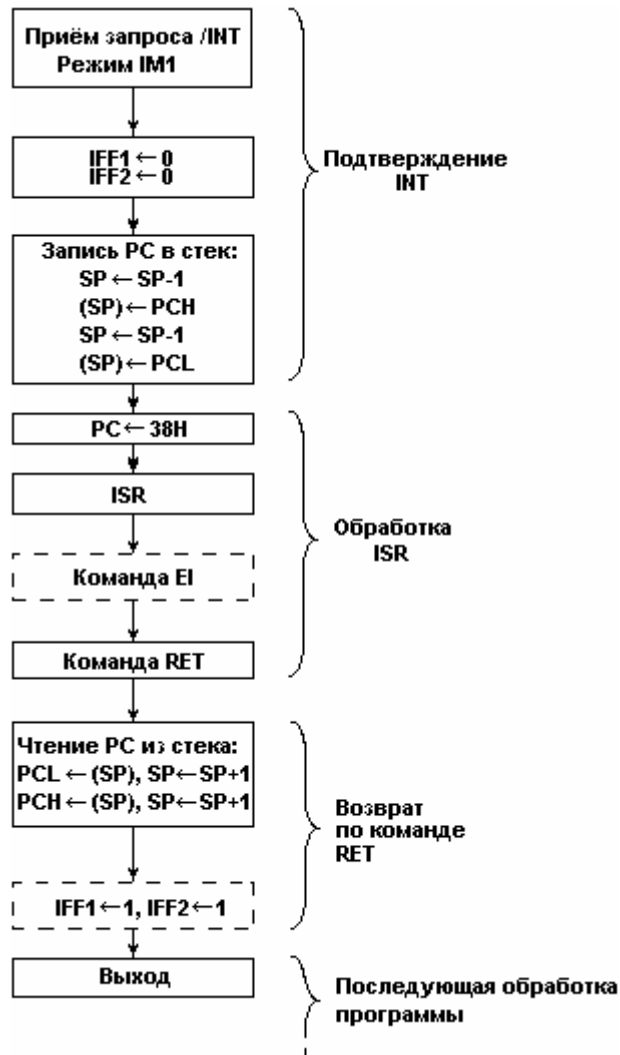 Приём запроса /INT
Режим IM1
IFF1 ← 0
IFF2 ← 0
Подтверждение
INT
Запись PC в стек:
SP ← SP-1
(SP) ← PCH
SP ← SP-1
(SP) ← PCL
PC ← 38H
ISR
Обработка
ISR
Команда EI
Команда RET
Чтение PC из стека:
PCL ← (SP), SP ← SP+1
PCH ← (SP), SP ← SP+1
Возврат
по команде
RET
IFF1 ← 1, IFF2 ← 1
Выход
Последующая обработка
программы